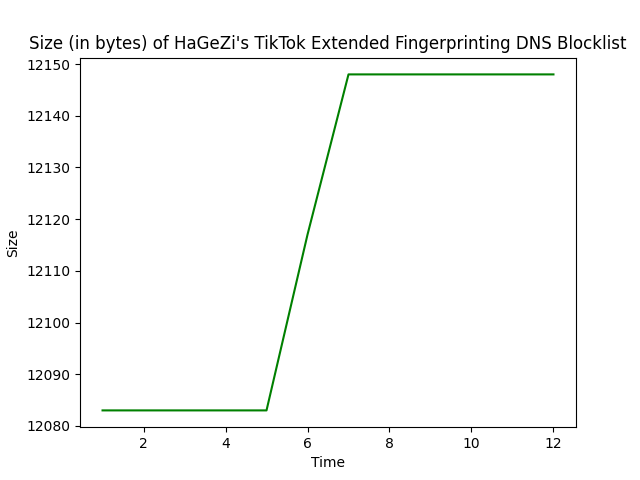 Size (in bytes) of HaGeZi's TikTok Extended Fingerprinting DNS Blocklist
12150
12140
12130
12120
12110
12100
12090
12080
Size
2 4 6 8 10 12
Time